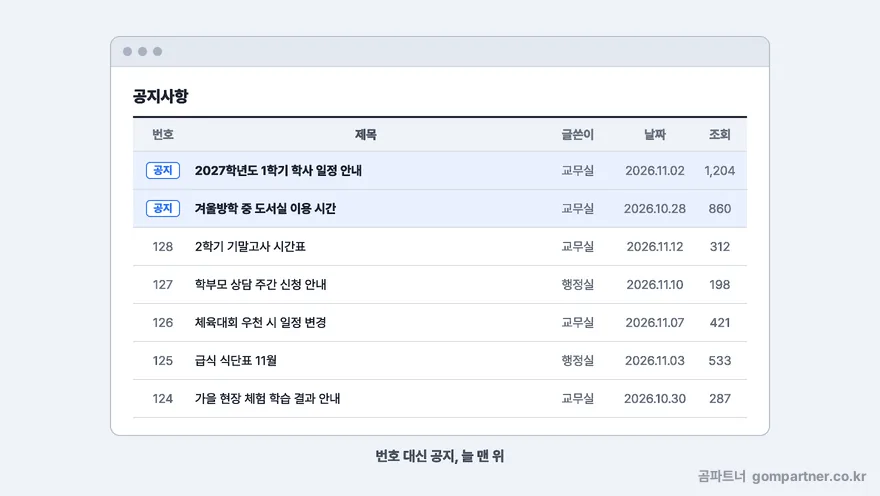 공지사항
번호 제목 글쓴이 날짜 조회
공지 2027학년도 1학기 학사 일정 안내 교무실 2026.11.02 1,204
공지 겨울방학 중 도서실 이용 시간 교무실 2026.10.28 860
128 2학기 기말고사 시간표 교무실 2026.11.12 312
127 학부모 상담 주간 신청 안내 행정실 2026.11.10 198
126 체육대회 우천 시 일정 변경 교무실 2026.11.07 421
125 급식 식단표 11월 행정실 2026.11.03 533
124 가을 현장 체험 학습 결과 안내 교무실 2026.10.30 287
번호 대신 공지, 늘 맨 위
곰파트너 gompartner.co.kr